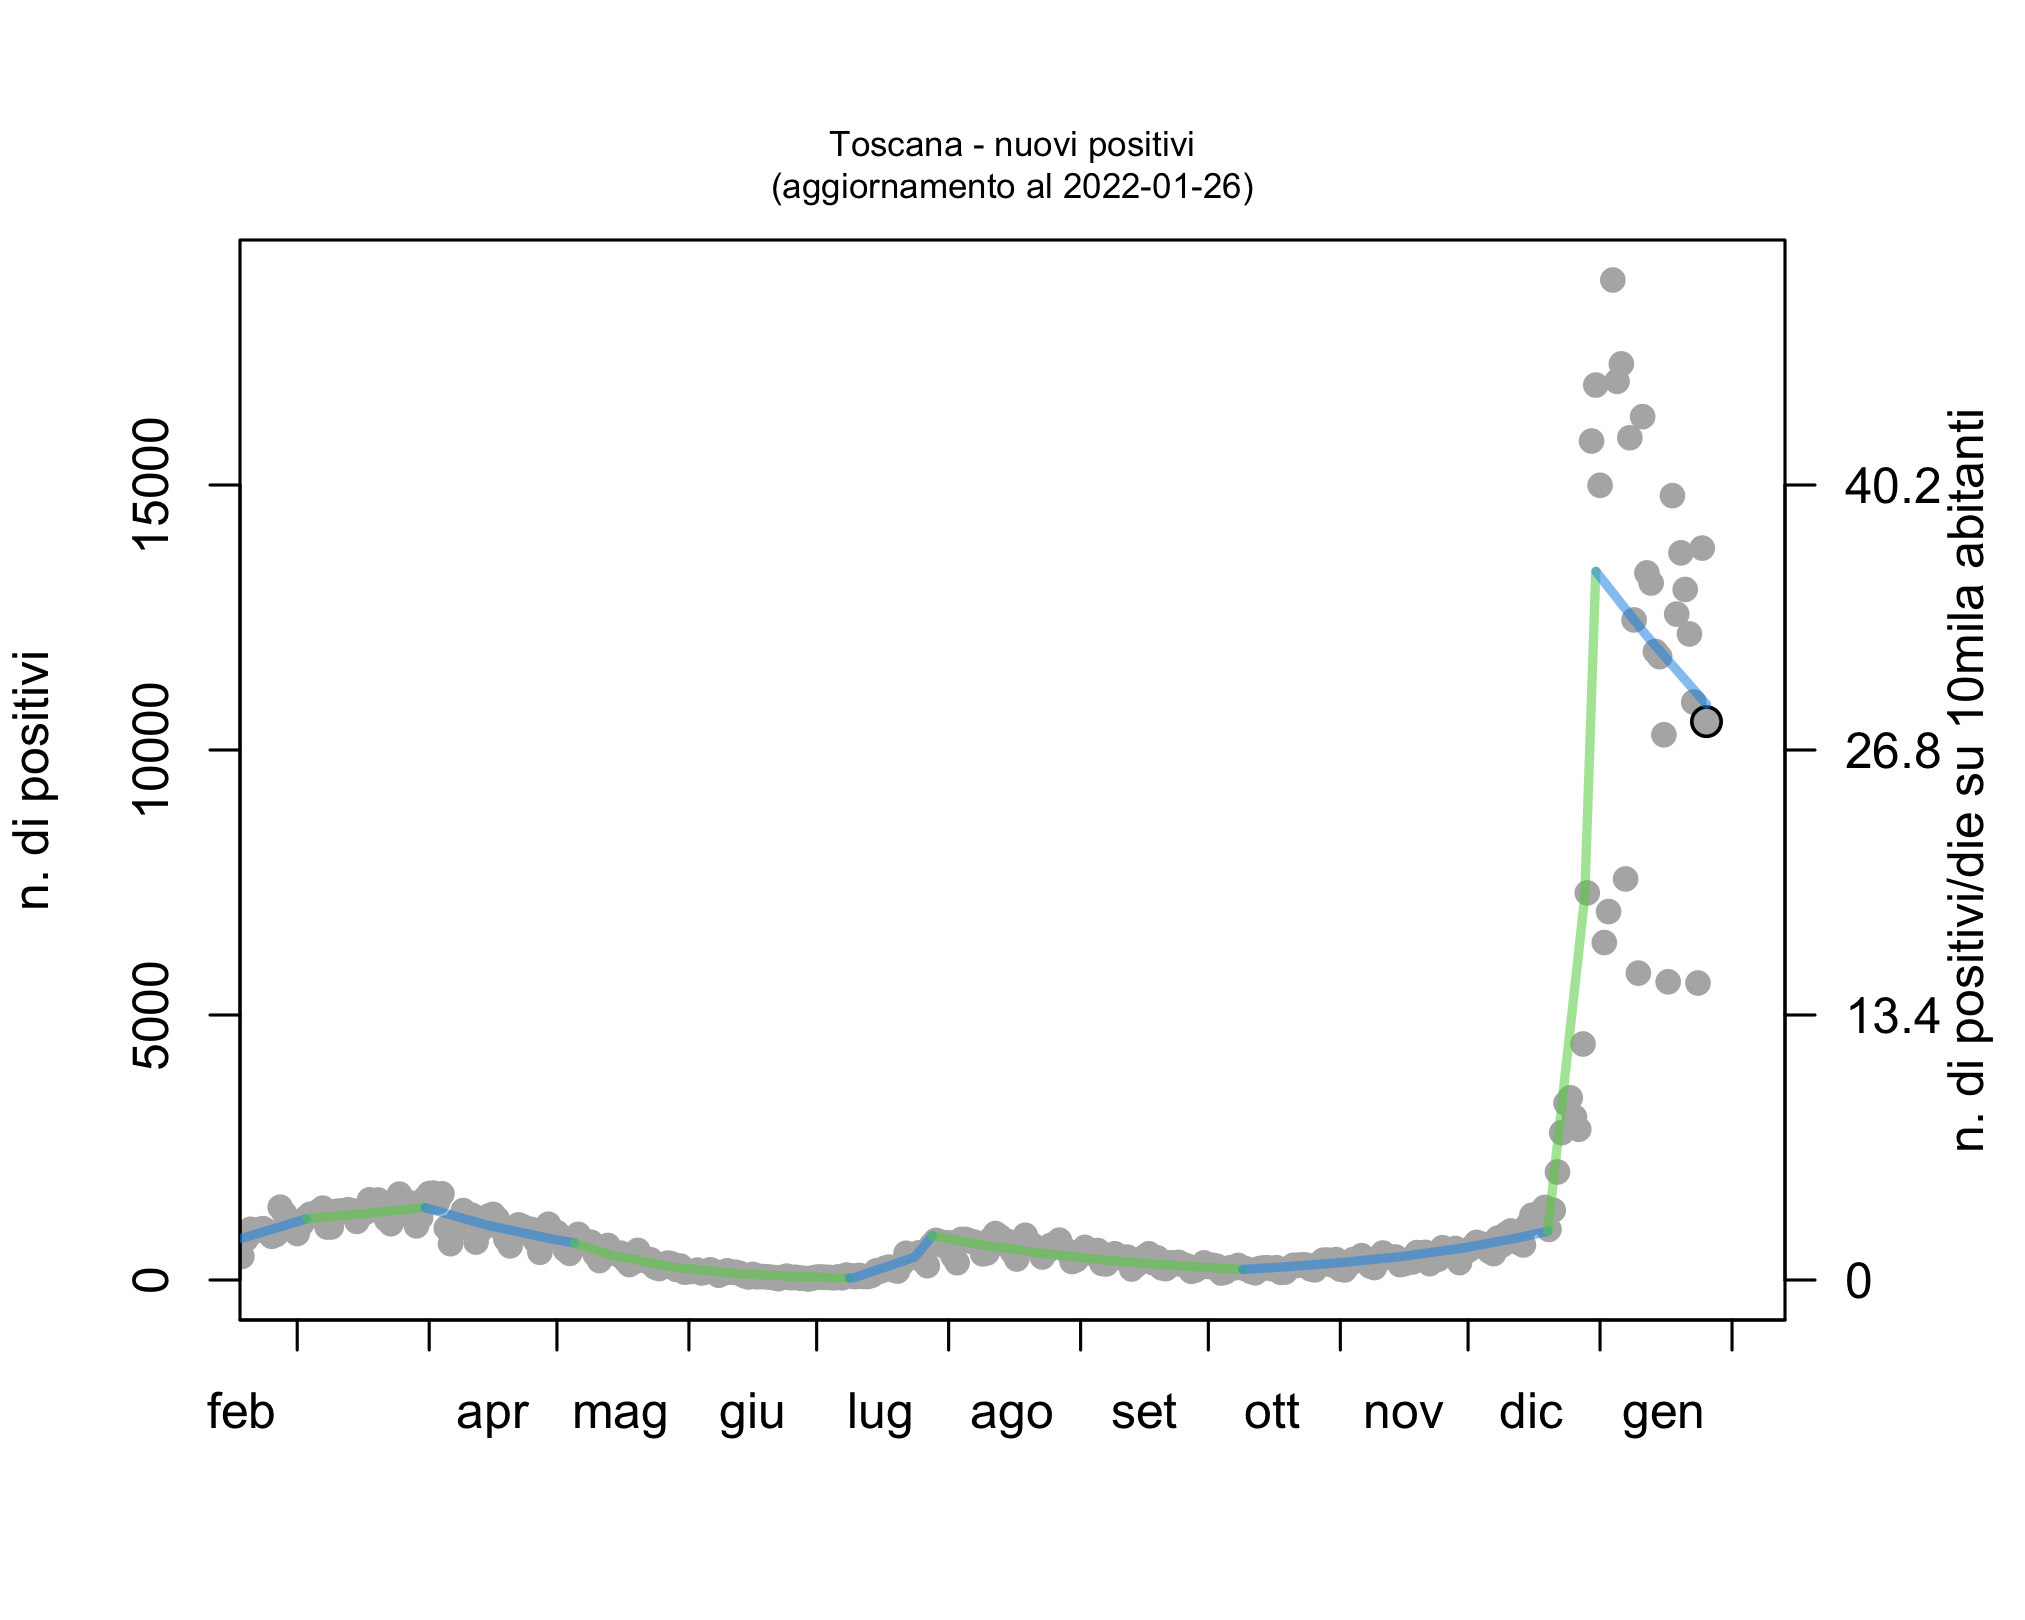 Toscana - nuovi positivi
(aggiornamento al 2022-01-26)
n. di positivi
15000
10000
5000
0
40.2
26.8
13.4
0
n. di positivi/die su 10mila abitanti
feb apr mag giu lug ago set ott nov dic gen